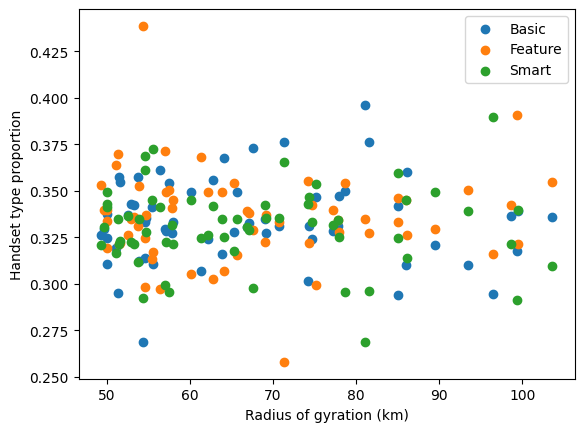 Basic
Feature
Smart
0.425
0.400
0.375
0.350
0.325
0.300
0.275
0.250
Handset type proportion
50 60 70 80 90 100
Radius of gyration (km)